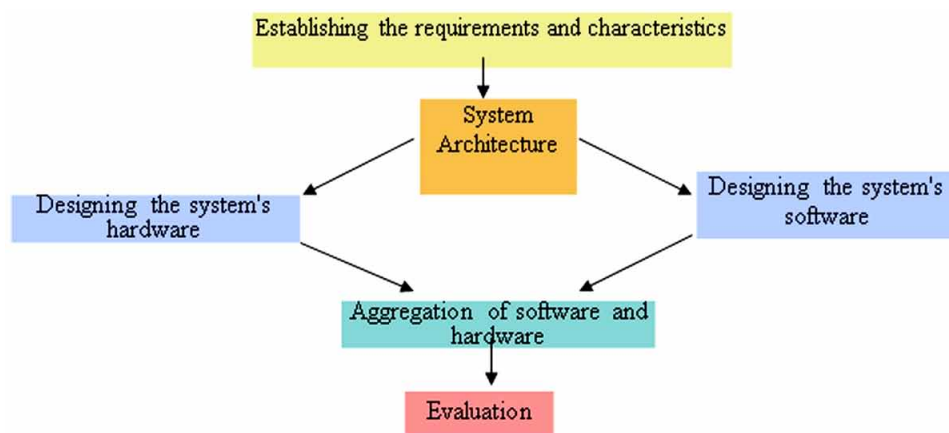 Establishing the requirements and characteristics
System
Architecture
Designing the system's
hardware
Designing the system's
software
Aggregation of software and
hardware
Evaluation